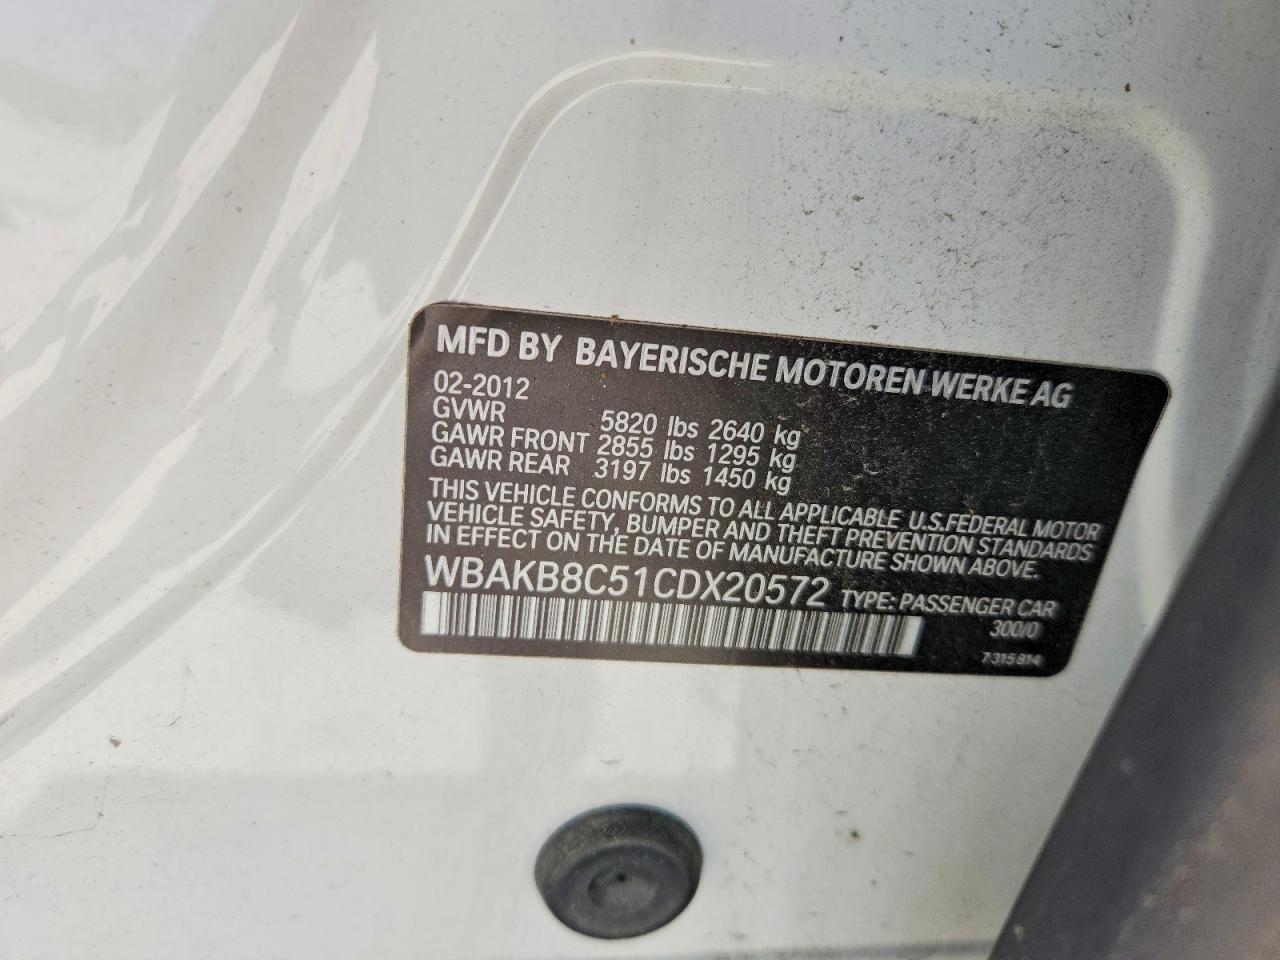 MFD BY BAYERISCHE MOTOREN WERKE AG
02-2012
GVWR 5820 lbs 2640 kg
GAWR FRONT 2855 lbs 1295 kg
GAWR REAR 3197 lbs 1450 kg
THIS VEHICLE CONFORMS TO ALL APPLICABLE U.S.FEDERAL MOTOR
VEHICLE SAFETY, BUMPER AND THEFT PREVENTION STANDARDS
IN EFFECT ON THE DATE OF MANUFACTURE SHOWN ABOVE.
WBAKB8C51CDX20572 TYPE: PASSENGER CAR
300/0
7 315 814